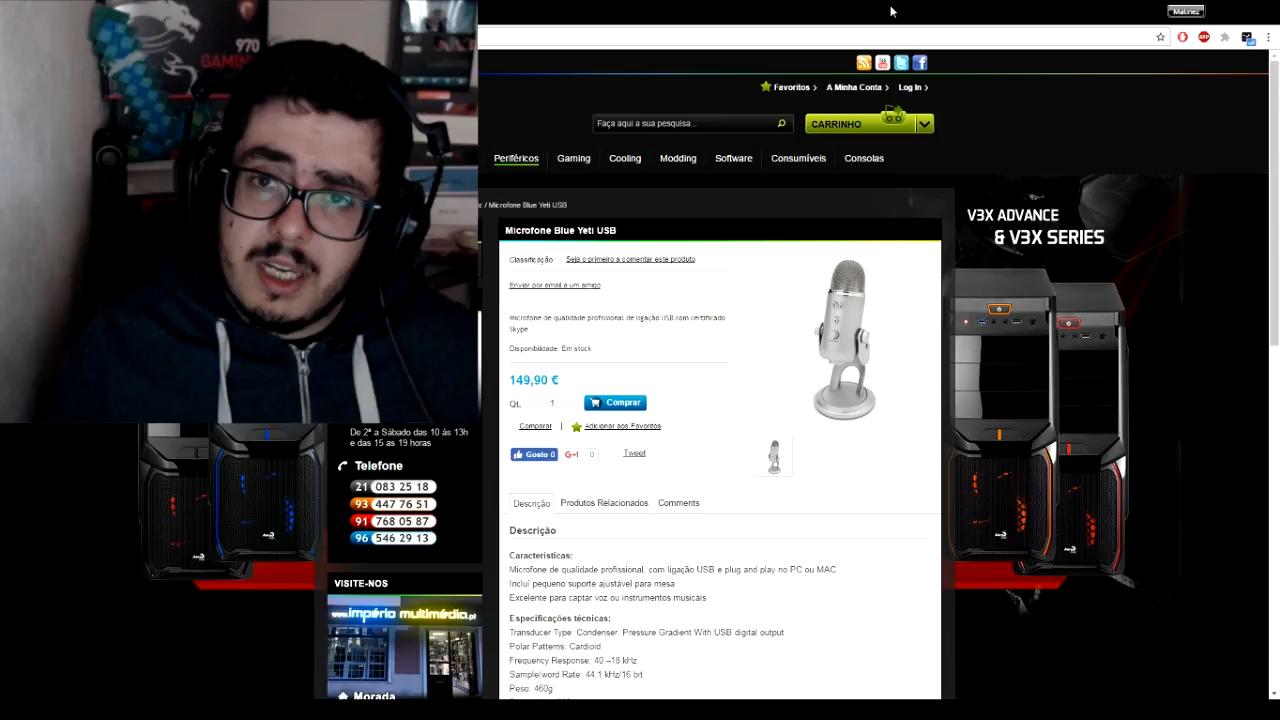 970
GAMING
Matinez
Favoritos
A Minha Conta
Log In
Faça aqui a sua pesquisa...
CARRINHO
Periféricos
Gaming
Cooling
Modding
Software
Consumíveis
Consolas
/ Microfone Blue Yeti USB
Microfone Blue Yeti USB
Classificação:
Seja o primeiro a comentar este produto
Enviar por email a um amigo
Microfone de qualidade profissional de ligação USB com certificado
Skype
Disponibilidade: Em stock
149,90 €
Qt.
1
Comprar
Comparar
|
Adicionar aos Favoritos
Gosto 0
G+1
0
Tweet
V3X ADVANCE
& V3X SERIES
De 2ª a Sábado das 10 às 13h
e das 15 as 19 horas
Telefone
21 083 25 18
93 447 76 51
91 768 05 87
96 546 29 13
VISITE-NOS
www.império multimédia.pt
Morada
Descrição
Produtos Relacionados
Comments
Descrição
Características:
Microfone de qualidade profissional, com ligação USB e plug and play no PC ou MAC
Incluí pequeno suporte ajustável para mesa
Excelente para captar voz ou instrumentos musicais
Especificações técnicas:
Transducer Type: Condenser. Pressure Gradient With USB digital output
Polar Patterns: Cardioid
Frequency Response: 40 –18 kHz
Sample/word Rate: 44.1 kHz/16 bit
Peso: 460g